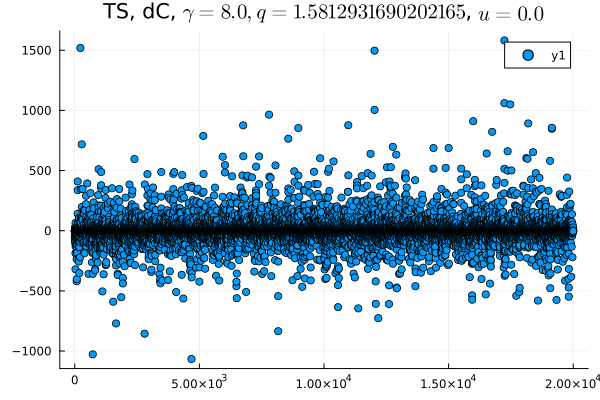 TS, dC, γ = 8.0, q = 1.5812931690202165, u = 0.0
y1
1500
1000
500
0
−500
−1000
0 5.00×10³ 1.00×10⁴ 1.50×10⁴ 2.00×10⁴